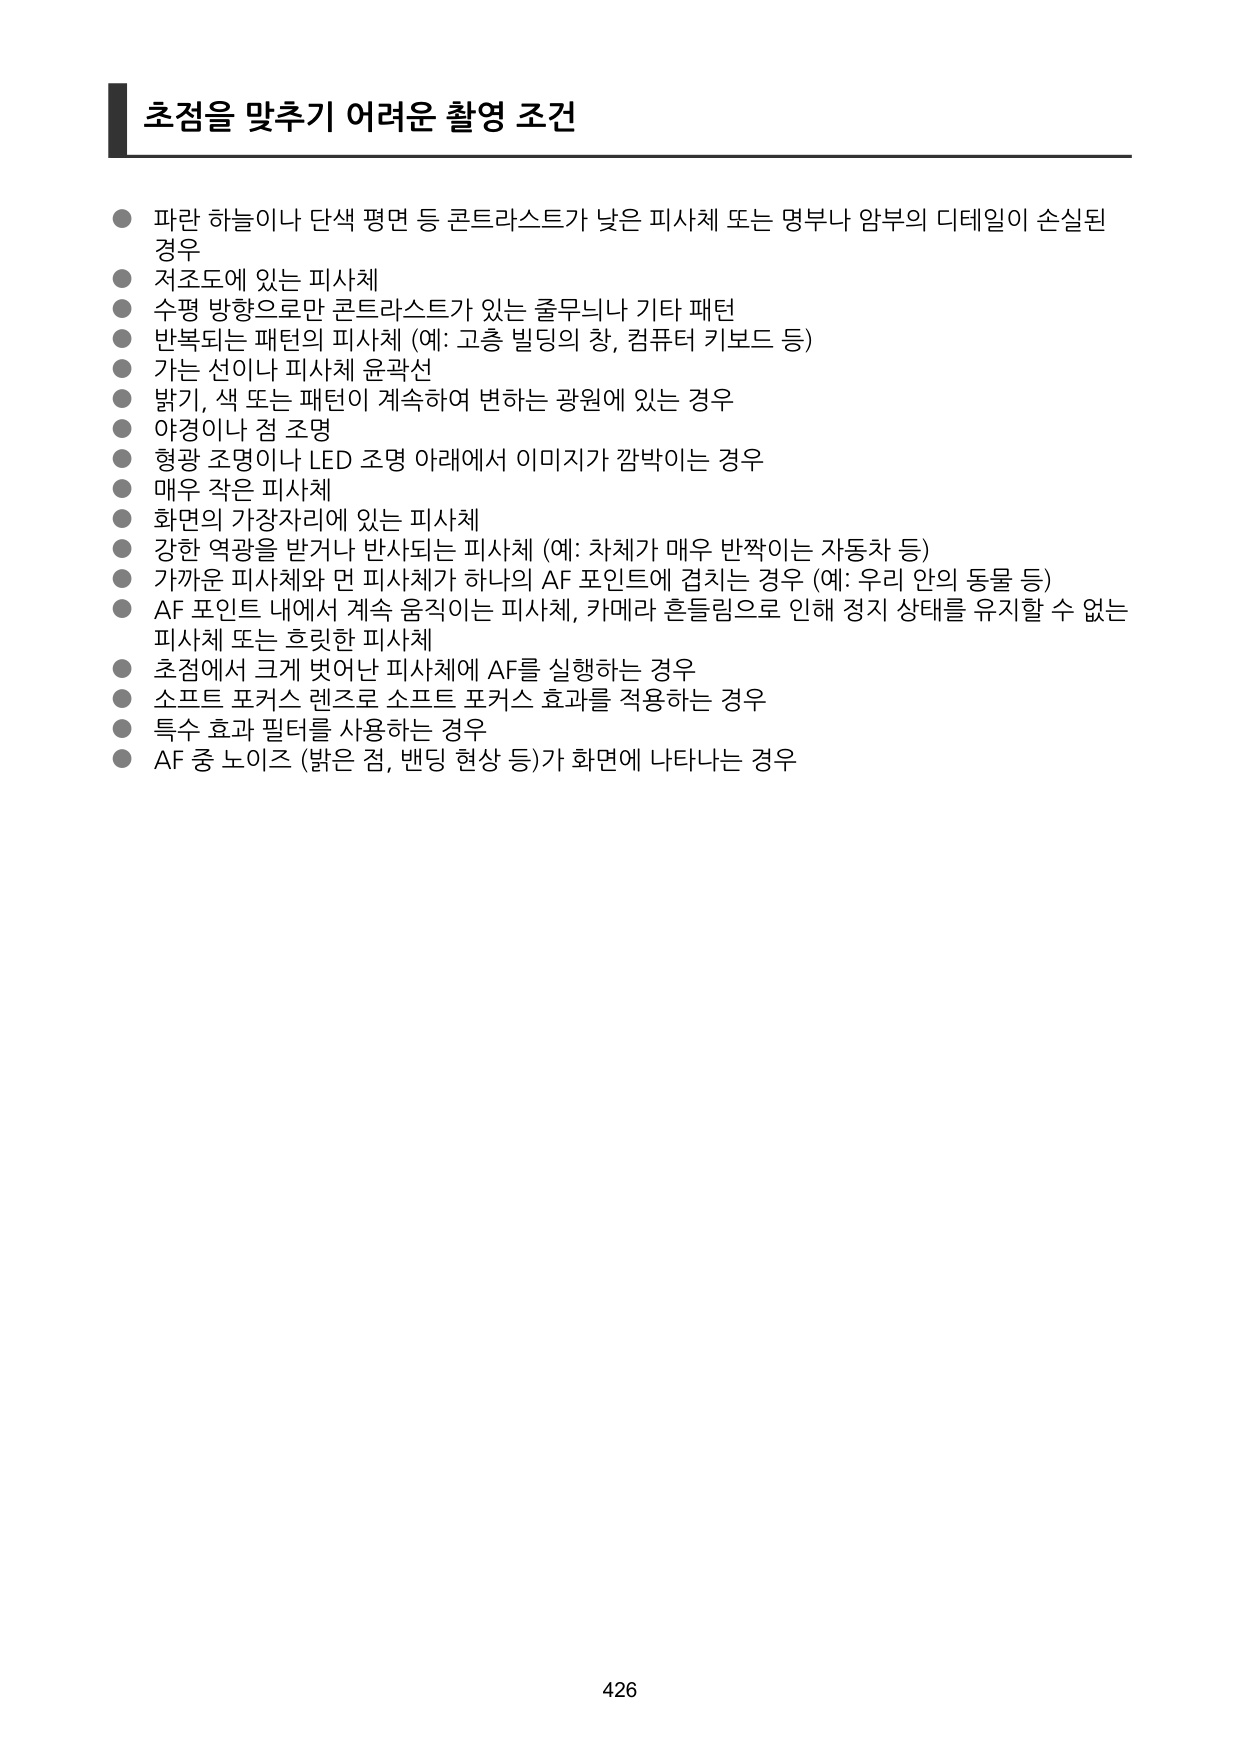 초점을 맞추기 어려운 촬영 조건
● 파란 하늘이나 단색 평면 등 콘트라스트가 낮은 피사체 또는 명부나 암부의 디테일이 손실된
경우
● 저조도에 있는 피사체
● 수평 방향으로만 콘트라스트가 있는 줄무늬나 기타 패턴
● 반복되는 패턴의 피사체 (예: 고층 빌딩의 창, 컴퓨터 키보드 등)
● 가는 선이나 피사체 윤곽선
● 밝기, 색 또는 패턴이 계속하여 변하는 광원에 있는 경우
● 야경이나 점 조명
● 형광 조명이나 LED 조명 아래에서 이미지가 깜박이는 경우
● 매우 작은 피사체
● 화면의 가장자리에 있는 피사체
● 강한 역광을 받거나 반사되는 피사체 (예: 차체가 매우 반짝이는 자동차 등)
● 가까운 피사체와 먼 피사체가 하나의 AF 포인트에 겹치는 경우 (예: 우리 안의 동물 등)
● AF 포인트 내에서 계속 움직이는 피사체, 카메라 흔들림으로 인해 정지 상태를 유지할 수 없는
피사체 또는 흐릿한 피사체
● 초점에서 크게 벗어난 피사체에 AF를 실행하는 경우
● 소프트 포커스 렌즈로 소프트 포커스 효과를 적용하는 경우
● 특수 효과 필터를 사용하는 경우
● AF 중 노이즈 (밝은 점, 밴딩 현상 등)가 화면에 나타나는 경우
426